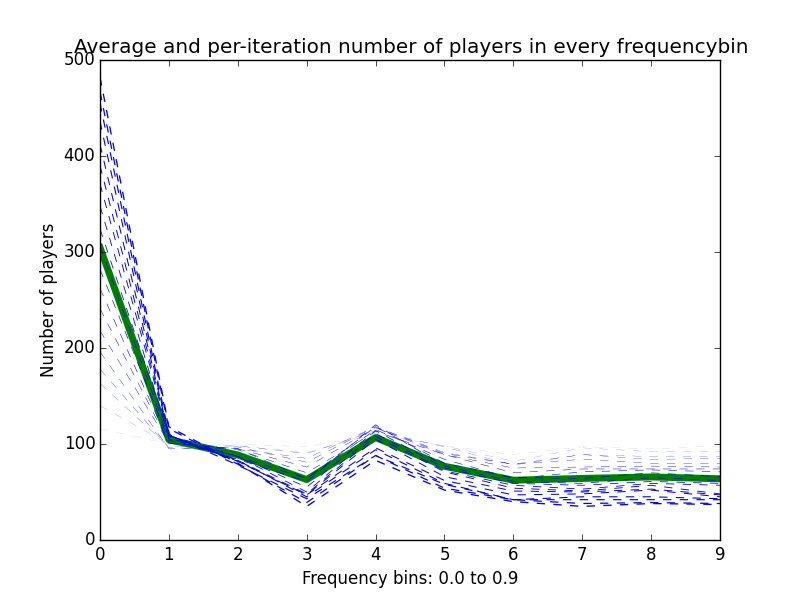 Average and per-iteration number of players in every frequencybin
500
400
300
200
100
0
Number of players
0 1 2 3 4 5 6 7 8 9
Frequency bins: 0.0 to 0.9